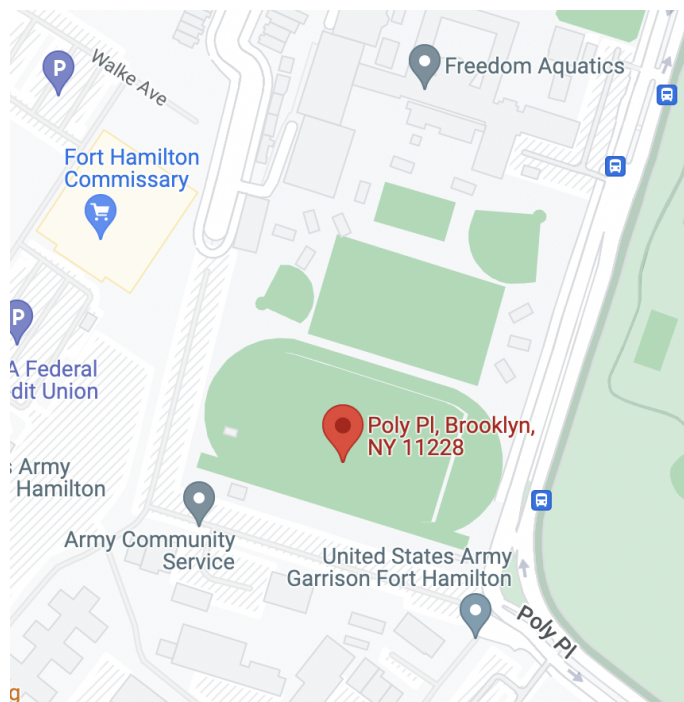 P
Walke Ave
Freedom Aquatics
Fort Hamilton
Commissary
P
A Federal
dit Union
Poly Pl, Brooklyn,
NY 11228
s Army
Hamilton
Army Community
Service
United States Army
Garrison Fort Hamilton
Poly Pl
g